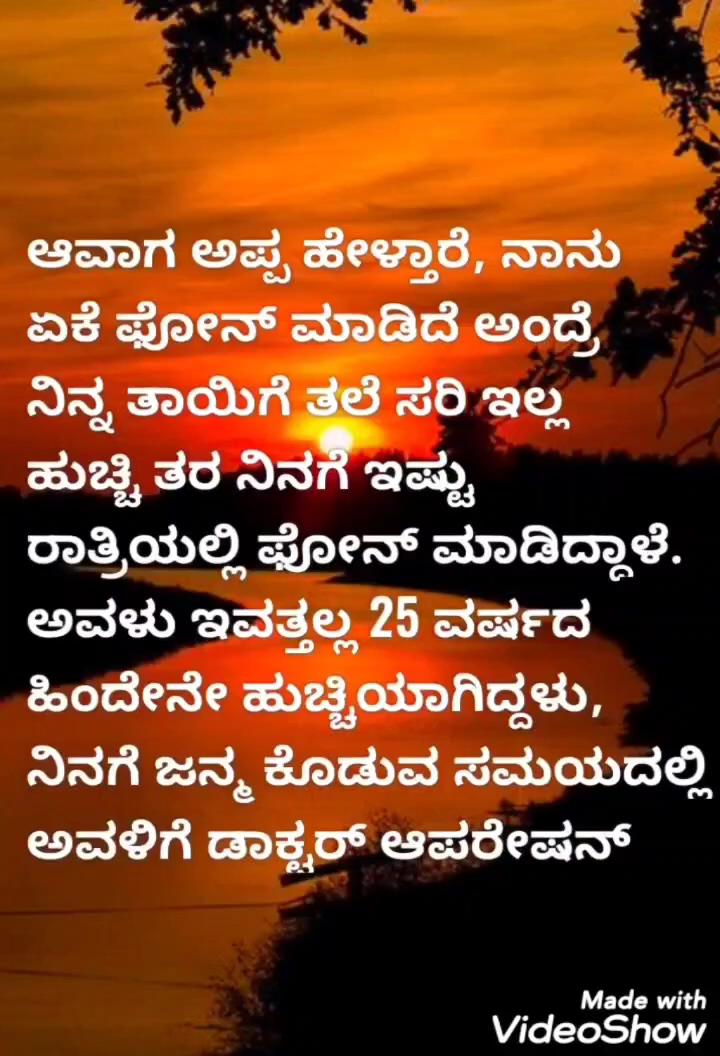 ಆವಾಗ ಅಪ್ಪ ಹೇಳ್ತಾರೆ, ನಾನು
ಏಕೆ ಫೋನ್ ಮಾಡಿದೆ ಅಂದ್ರೆ
ನಿನ್ನ ತಾಯಿಗೆ ತಲೆ ಸರಿ ಇಲ್ಲ
ಹುಚ್ಚಿ ತರ ನಿನಗೆ ಇಷ್ಟು
ರಾತ್ರಿಯಲ್ಲಿ ಫೋನ್ ಮಾಡಿದ್ದಾಳೆ.
ಅವಳು ಇವತ್ತಲ್ಲ 25 ವರ್ಷದ
ಹಿಂದೇನೇ ಹುಚ್ಚಿಯಾಗಿದ್ದಳು,
ನಿನಗೆ ಜನ್ಮ ಕೊಡುವ ಸಮಯದಲ್ಲಿ
ಅವಳಿಗೆ ಡಾಕ್ಟರ್ ಆಪರೇಷನ್
Made with
VideoShow